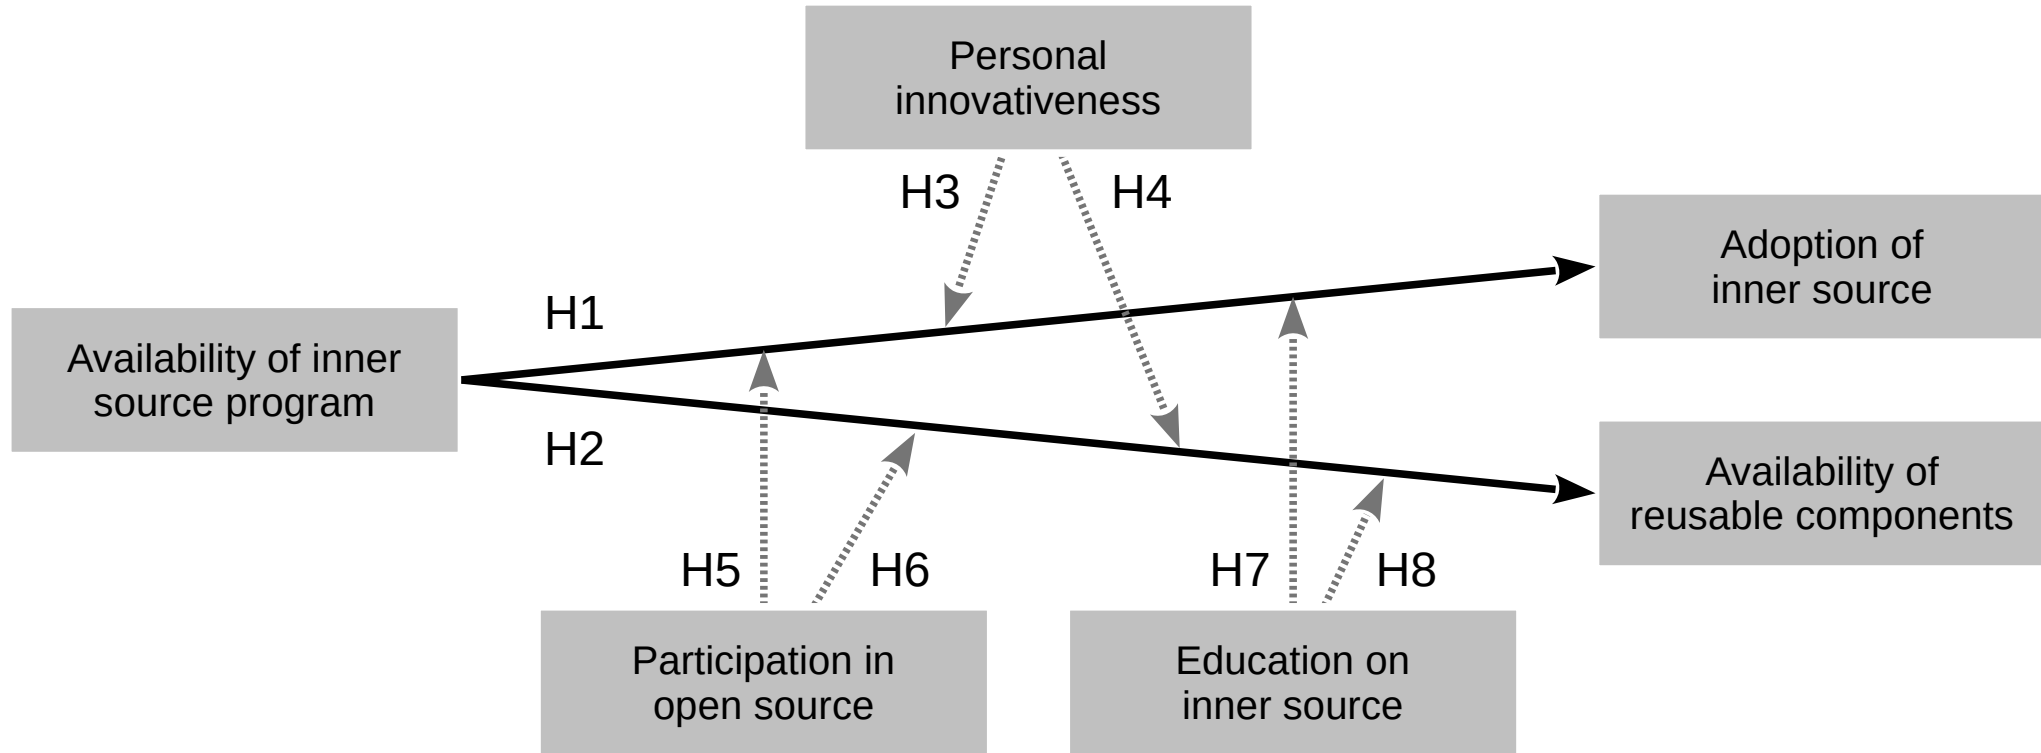 Personal
innovativeness
H3
H4
Adoption of
inner source
H1
Availability of inner
source program
H2
Availability of
reusable components
H5
H6
H7
H8
Participation in
open source
Education on
inner source